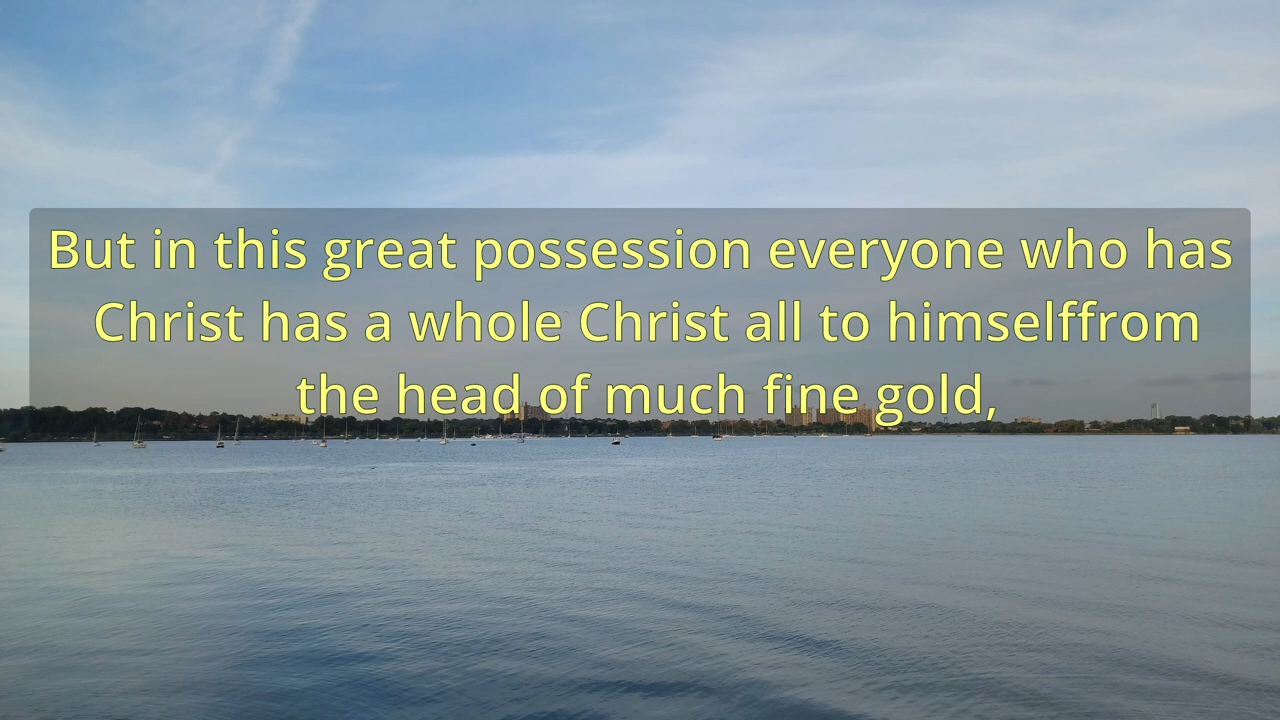 But in this great possession everyone who has
Christ has a whole Christ all to himselffrom
the head of much fine gold,